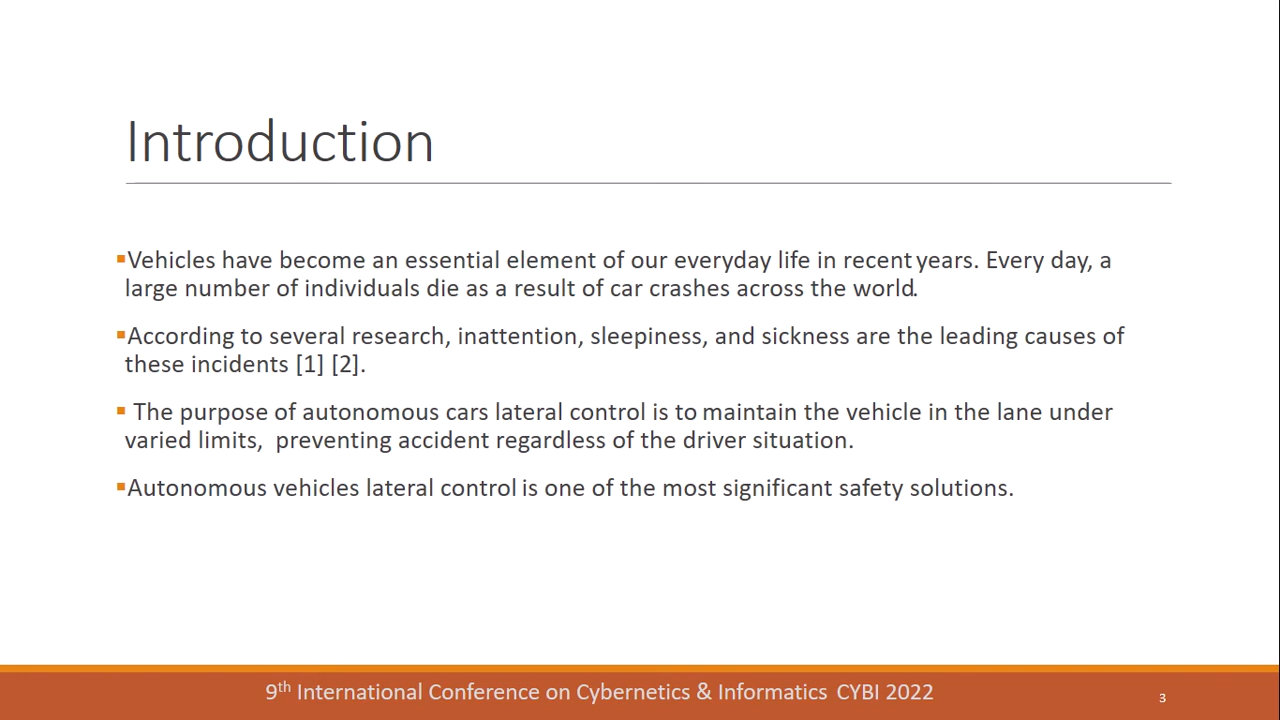 Introduction
Vehicles have become an essential element of our everyday life in recent years. Every day, a
large number of individuals die as a result of car crashes across the world.
According to several research, inattention, sleepiness, and sickness are the leading causes of
these incidents [1] [2].
The purpose of autonomous cars lateral control is to maintain the vehicle in the lane under
varied limits, preventing accident regardless of the driver situation.
Autonomous vehicles lateral control is one of the most significant safety solutions.
9th International Conference on Cybernetics & Informatics CYBI 2022
3